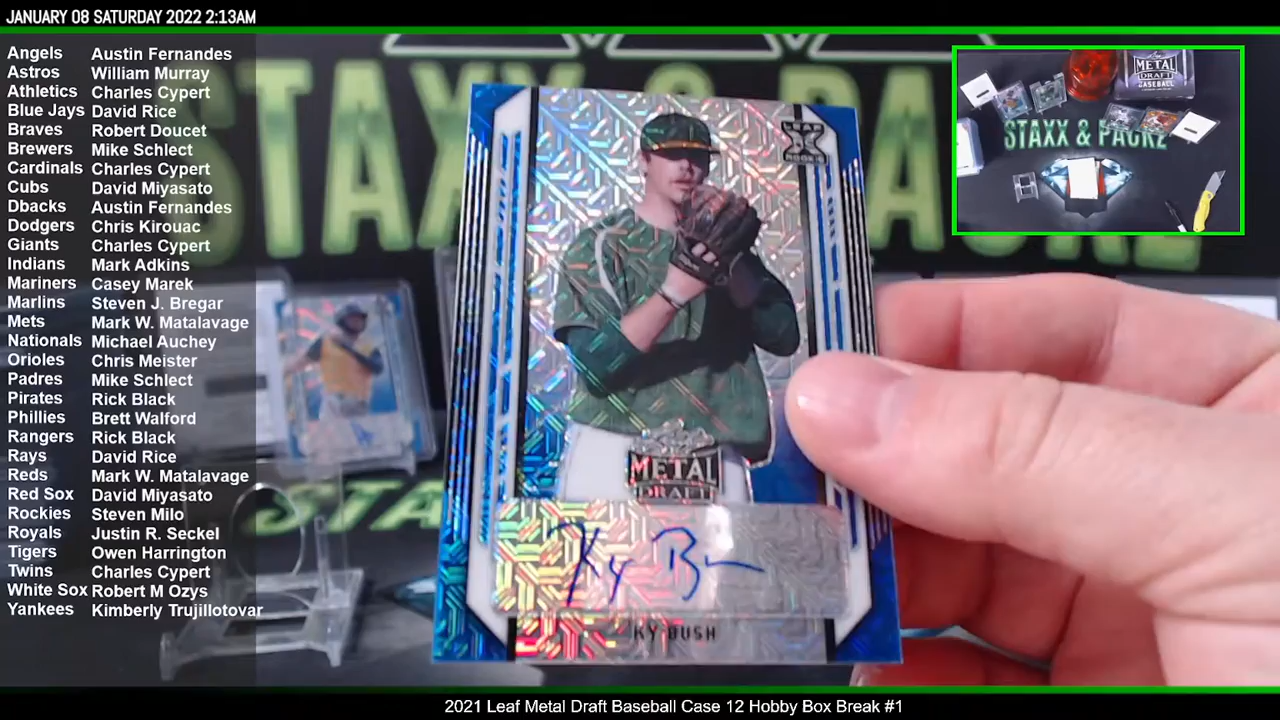 JANUARY 08 SATURDAY 2022 2:13AM
Angels Austin Fernandes
Astros William Murray
Athletics Charles Cypert
Blue Jays David Rice
Braves Robert Doucet
Brewers Mike Schlect
Cardinals Charles Cypert
Cubs David Miyasato
Dbacks Austin Fernandes
Dodgers Chris Kirouac
Giants Charles Cypert
Indians Mark Adkins
Mariners Casey Marek
Marlins Steven J. Bregar
Mets Mark W. Matalavage
Nationals Michael Auchey
Orioles Chris Meister
Padres Mike Schlect
Pirates Rick Black
Phillies Brett Walford
Rangers Rick Black
Rays David Rice
Reds Mark W. Matalavage
Red Sox David Miyasato
Rockies Steven Milo
Royals Justin R. Seckel
Tigers Owen Harrington
Twins Charles Cypert
White Sox Robert M Ozys
Yankees Kimberly Trujillotovar
STAXX & PACKZ
LEAF
ROOKIE
METAL
DRAFT
Ky B
KY BUSH
METAL
DRAFT
BASEBALL
STAXX & PACKZ
STA
2021 Leaf Metal Draft Baseball Case 12 Hobby Box Break #1